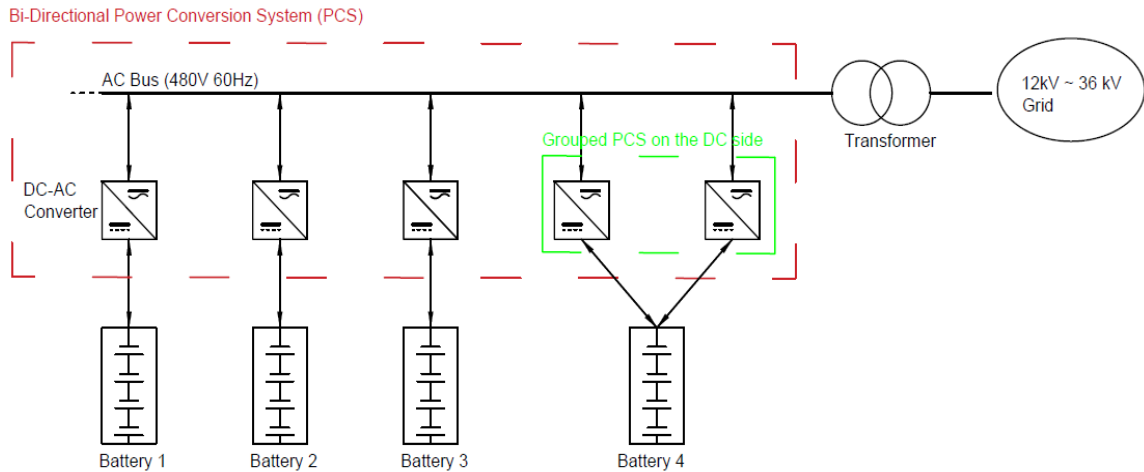 Bi-Directional Power Conversion System (PCS)
AC Bus (480V 60Hz)
12kV ~ 36 kV
Grid
Transformer
Grouped PCS on the DC side
DC-AC
Converter
Battery 1
Battery 2
Battery 3
Battery 4